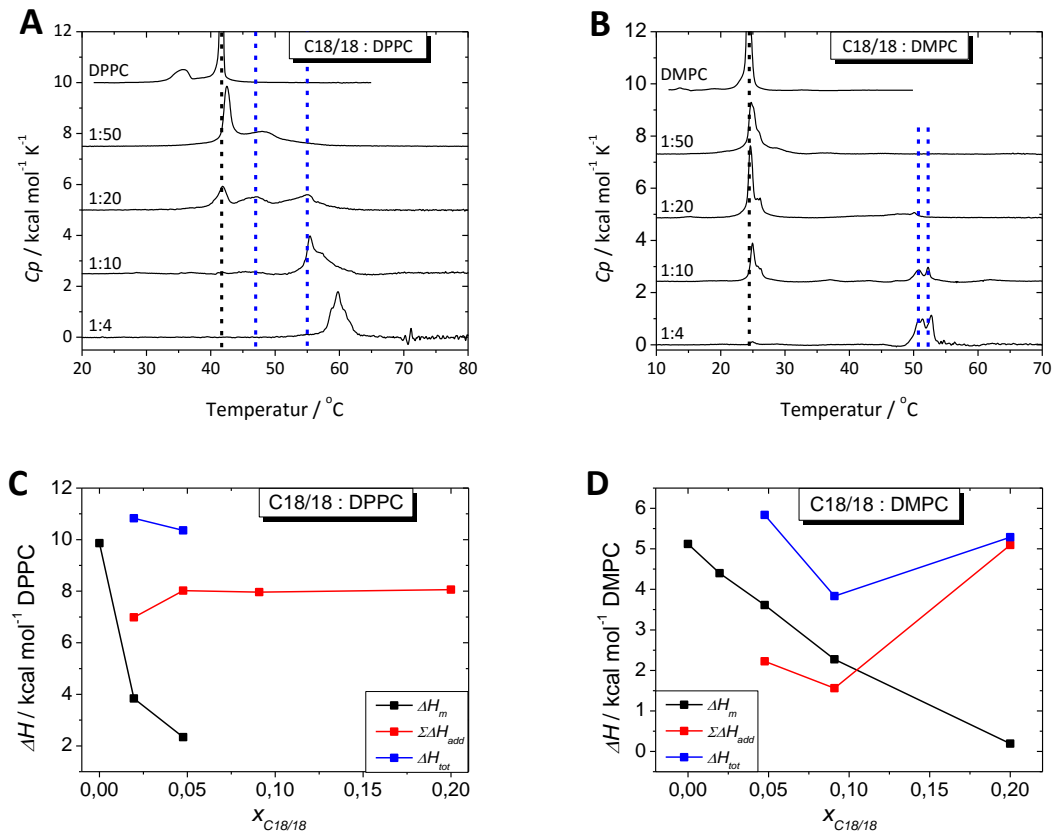 A
C18/18 : DPPC
12
10
8
6
4
2
0
Cp / kcal mol⁻¹ K⁻¹
DPPC
1:50
1:20
1:10
1:4
20 30 40 50 60 70 80
Temperatur / °C
B
C18/18 : DMPC
12
10
8
6
4
2
0
Cp / kcal mol⁻¹ K⁻¹
DMPC
1:50
1:20
1:10
1:4
10 20 30 40 50 60 70
Temperatur / °C
C
C18/18 : DPPC
12
10
8
6
4
2
ΔH / kcal mol⁻¹ DPPC
ΔHm
ΣΔHadd
ΔHtot
0,00 0,05 0,10 0,15 0,20
xC18/18
D
C18/18 : DMPC
6
5
4
3
2
1
0
ΔH / kcal mol⁻¹ DMPC
ΔHm
ΣΔHadd
ΔHtot
0,00 0,05 0,10 0,15 0,20
xC18/18